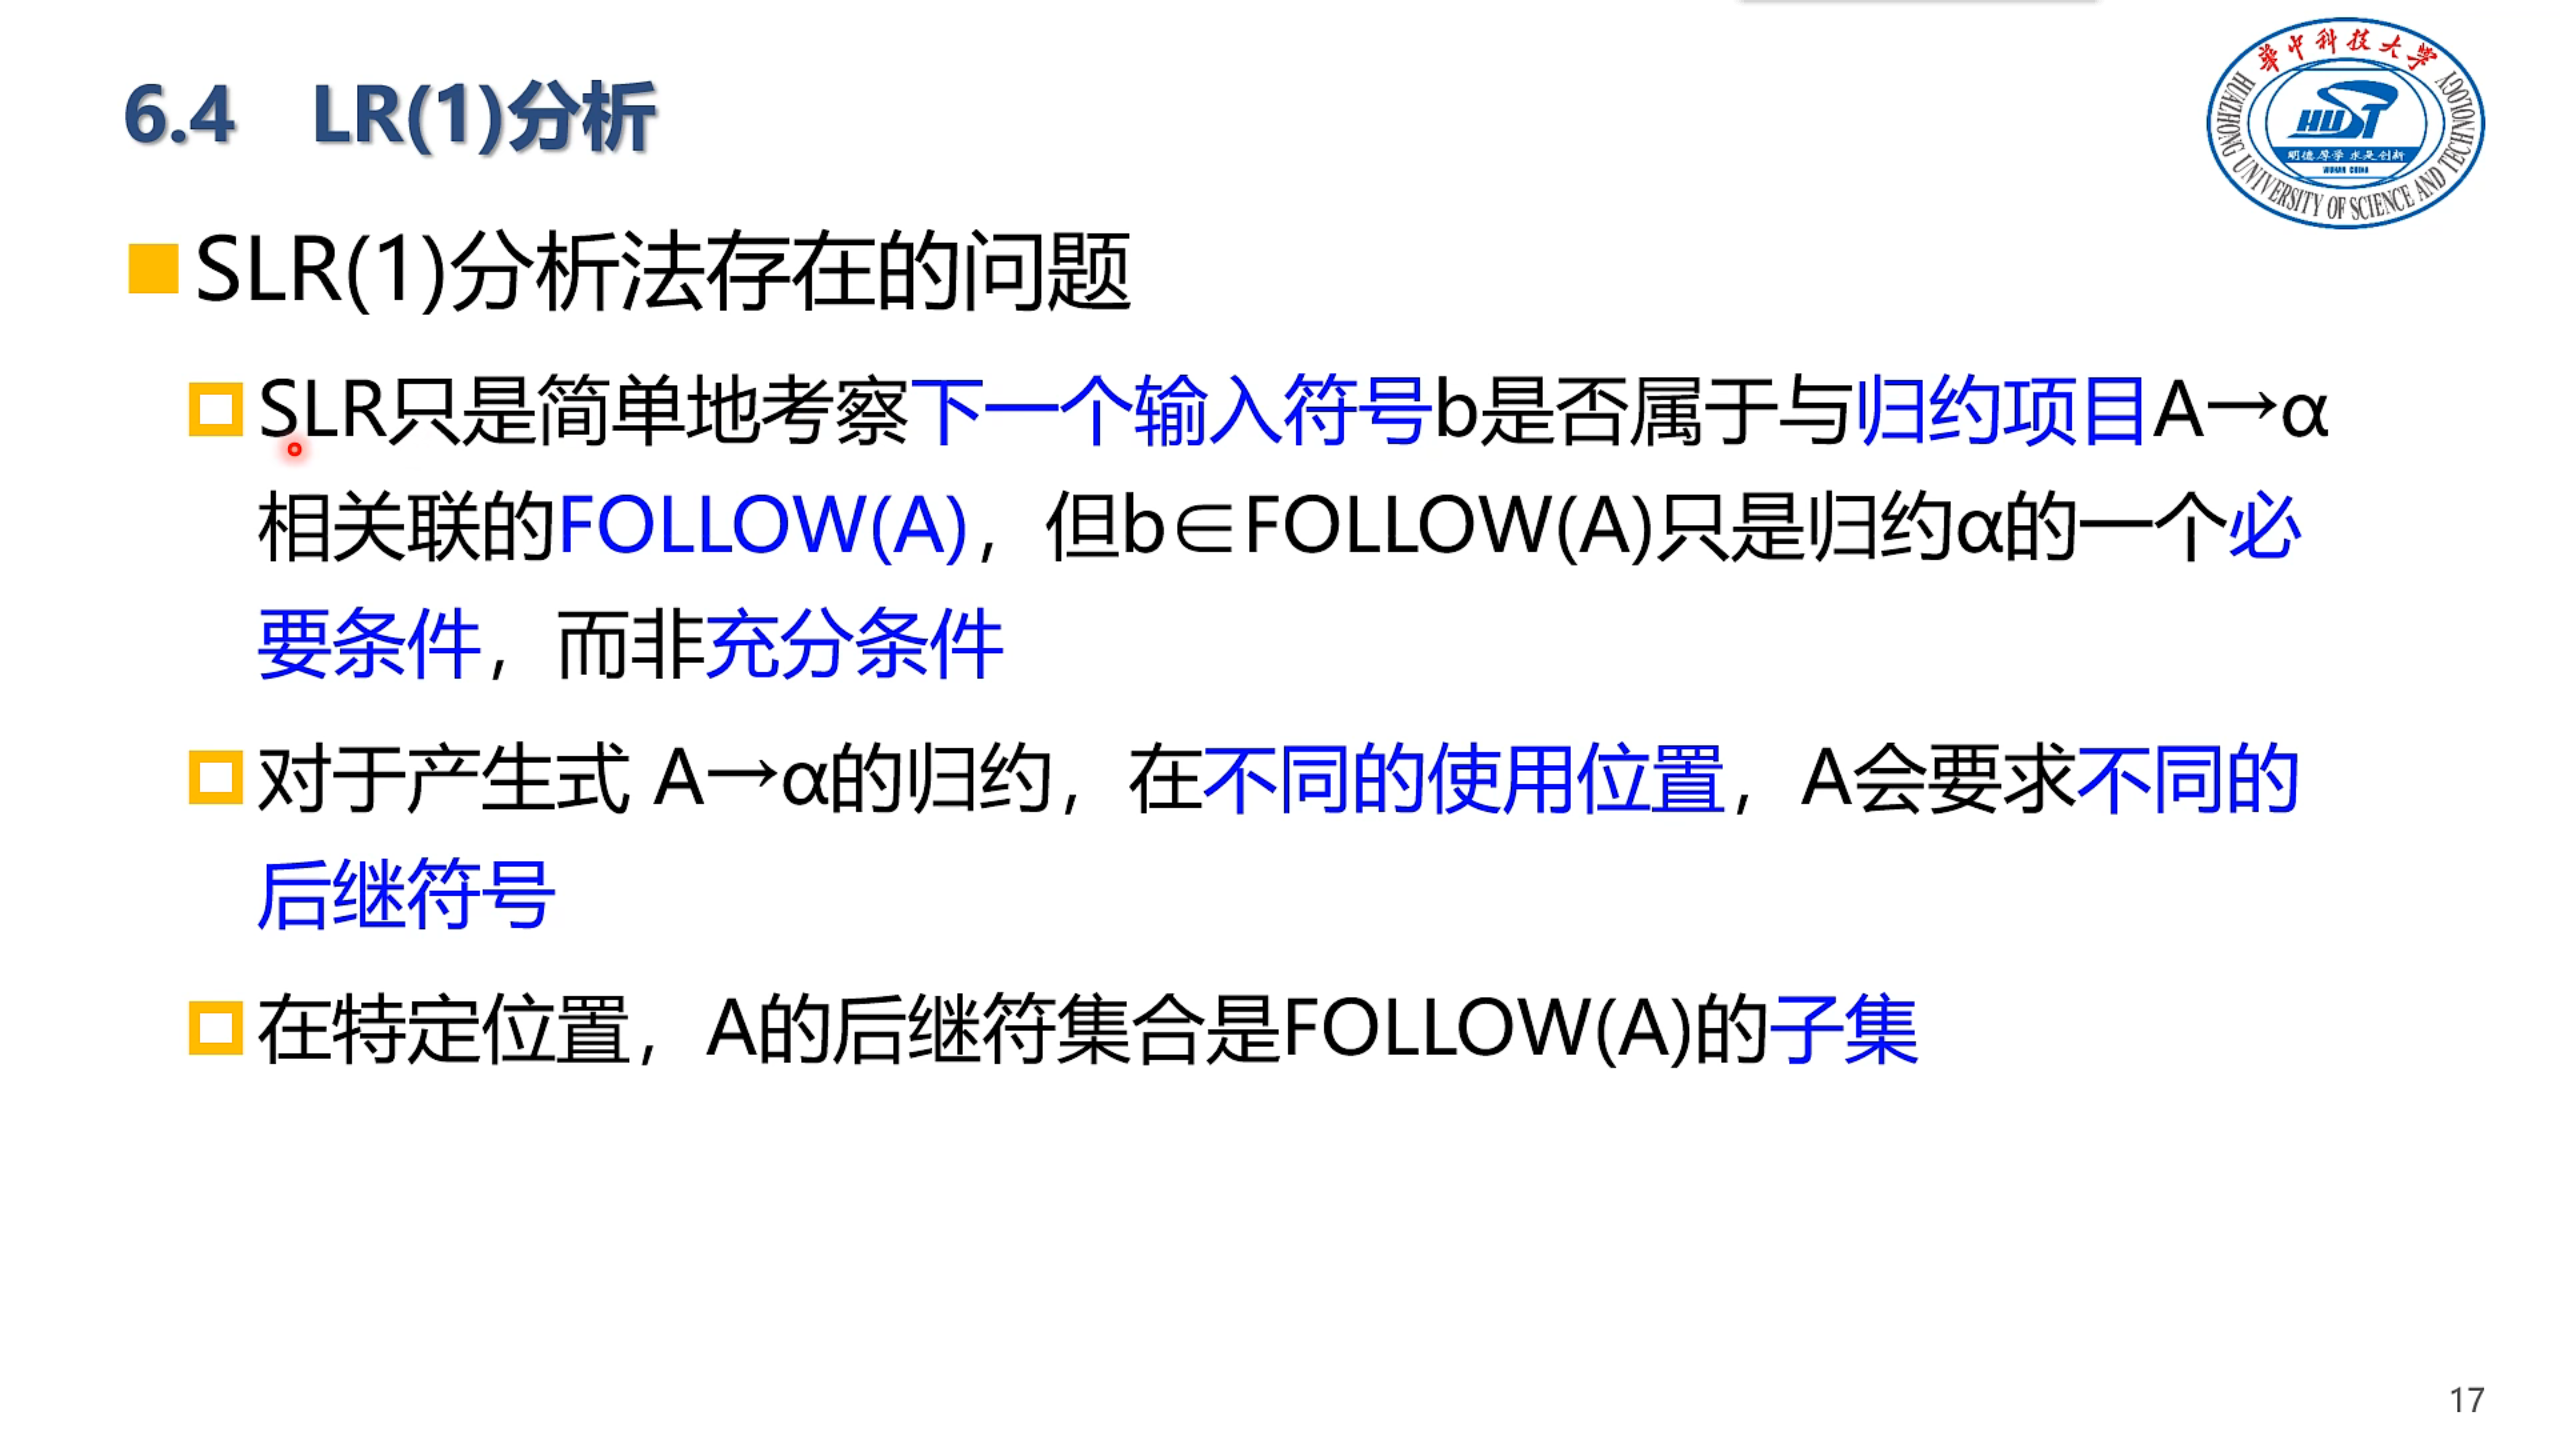 6.4 LR(1)分析
華中科技大学
HUAZHONG UNIVERSITY OF SCIENCE AND TECHNOLOGY
HUST
明德厚学 求是创新
WUHAN CHINA
SLR(1)分析法存在的问题
SLR只是简单地考察下一个输入符号b是否属于与归约项目A→α
相关联的FOLLOW(A)，但b∈FOLLOW(A)只是归约α的一个必
要条件，而非充分条件
对于产生式 A→α的归约，在不同的使用位置，A会要求不同的
后继符号
在特定位置，A的后继符集合是FOLLOW(A)的子集
17